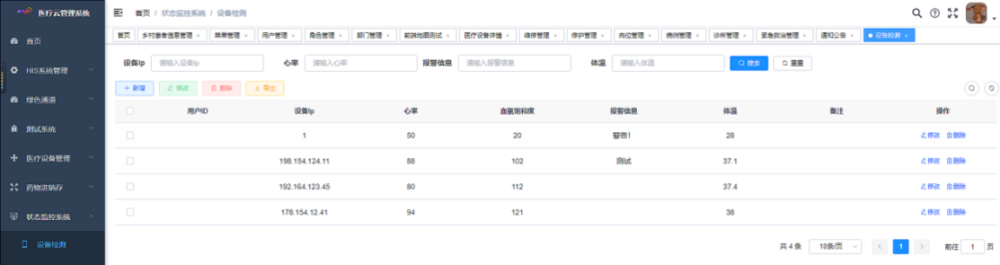 医疗云管理系统
首页 / 状态监控系统 / 设备检测
首页 乡村患者信息管理 × 菜单管理 × 用户管理 × 角色管理 × 部门管理 × 前端地图测试 × 医疗设备详情 × 维修管理 × 维护管理 × 岗位管理 × 病例管理 × 诊所管理 × 紧急救治管理 × 通知公告 × 设备检测 ×
首页
HIS系统管理
绿色通道
测试系统
医疗设备管理
药物进销存
状态监控系统
设备检测
设备Ip 请输入设备Ip 心率 请输入心率 报警信息 请输入报警信息 体温 请输入体温 搜索 重置
+ 新增 修改 删除 导出
用户ID 设备Ip 心率 血氧饱和度 报警信息 体温 备注 操作
1 50 20 警告! 28 修改 删除
198.154.124.11 88 102 测试 37.1 修改 删除
192.164.123.45 80 112 37.4 修改 删除
178.154.12.41 94 121 38 修改 删除
共 4 条 10条/页 < 1 > 前往 1 页